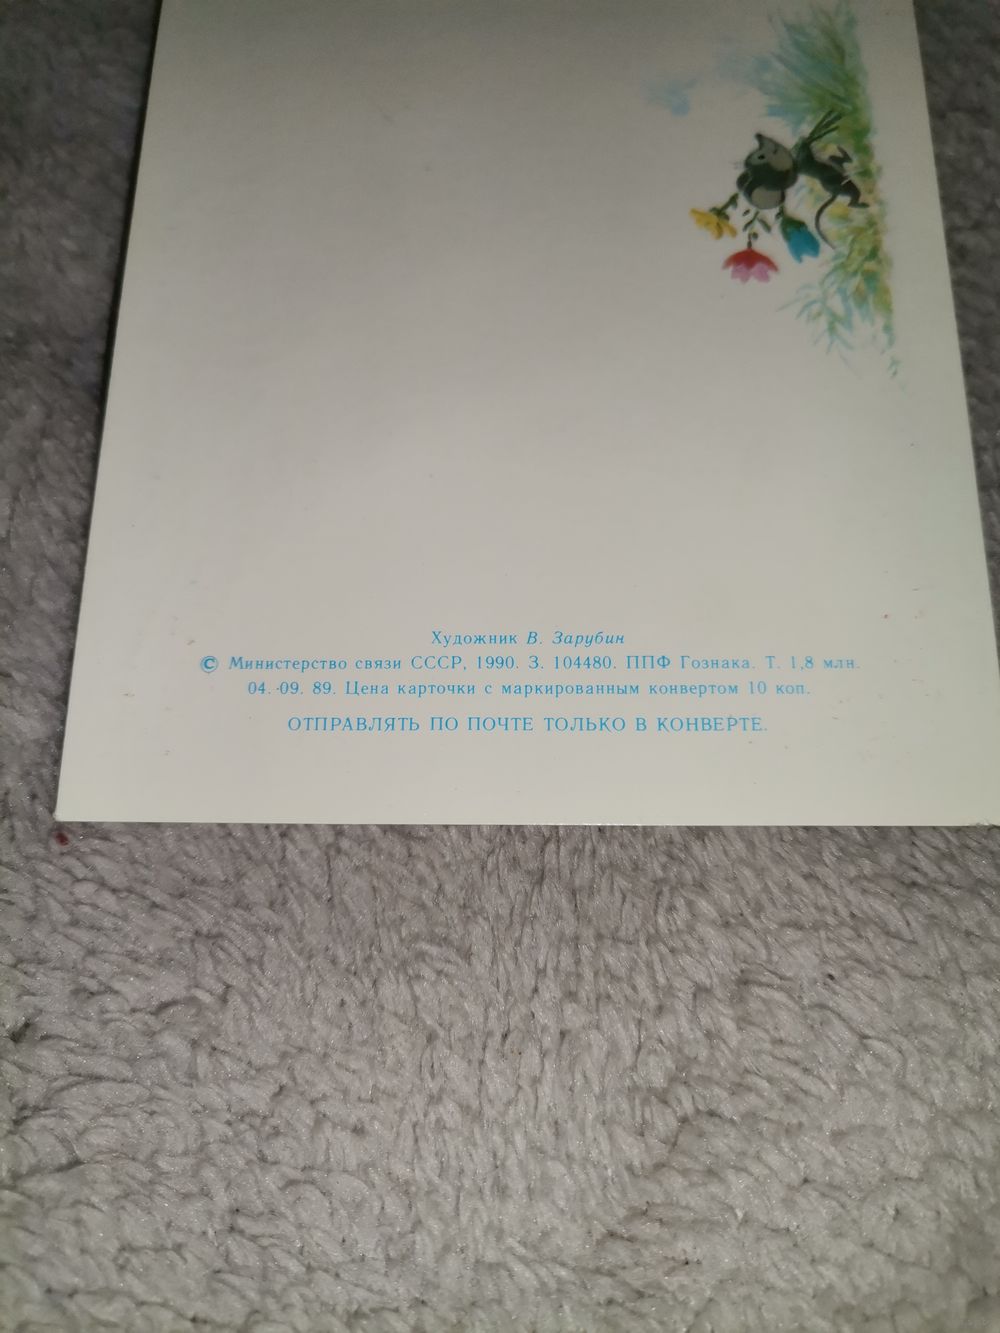 Художник В. Зарубин
© Министерство связи СССР, 1990. З. 104480. ППФ Гознака. Т. 1,8 млн.
04. 09. 89. Цена карточки с маркированным конвертом 10 коп.
ОТПРАВЛЯТЬ ПО ПОЧТЕ ТОЛЬКО В КОНВЕРТЕ.